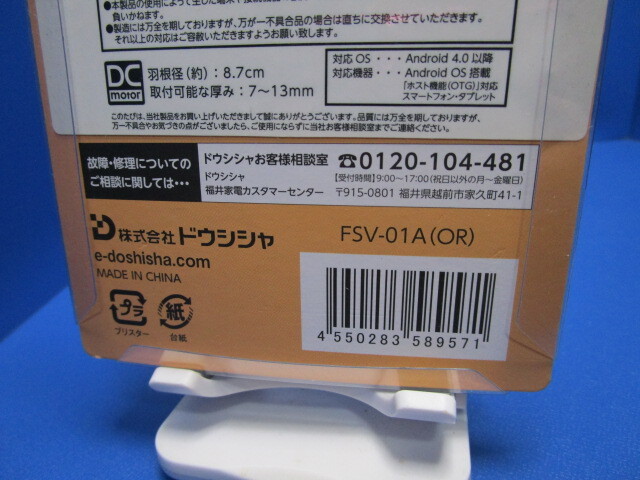 ●本製品の使用によって生じた端末、接続機器
負いかねます。
●製造には万全を期しておりますが、万が一不具合品の場合は直ちに交換させていただきます。
それ以上の対応はご容赦いただきますようお願い致します。
DC
motor
羽根径（約）：8.7cm
取付可能な厚み：7～13mm
対応OS・・・Android 4.0以降
対応機器・・・Android OS搭載
「ホスト機能(OTG)」対応
スマートフォン・タブレット
このたびは、当社製品をお買い上げいただきまして誠にありがとうございます。品質には万全を期しておりますが、
万一不具合やお気づきの点がございましたら、ご使用にならずに当社お客様相談室までご連絡ください。
故障・修理についての
ご相談に関しては・・・
ドウシシャお客様相談室 ☎0120-104-481
ドウシシャ
福井家電カスタマーセンター
【受付時間】9:00～17:00（祝日以外の月～金曜日）
〒915-0801 福井県越前市家久町41-1
株式会社ドウシシャ
e-doshisha.com
MADE IN CHINA
FSV-01A(OR)
プラ
ブリスター
紙
台紙
4 550283 589571